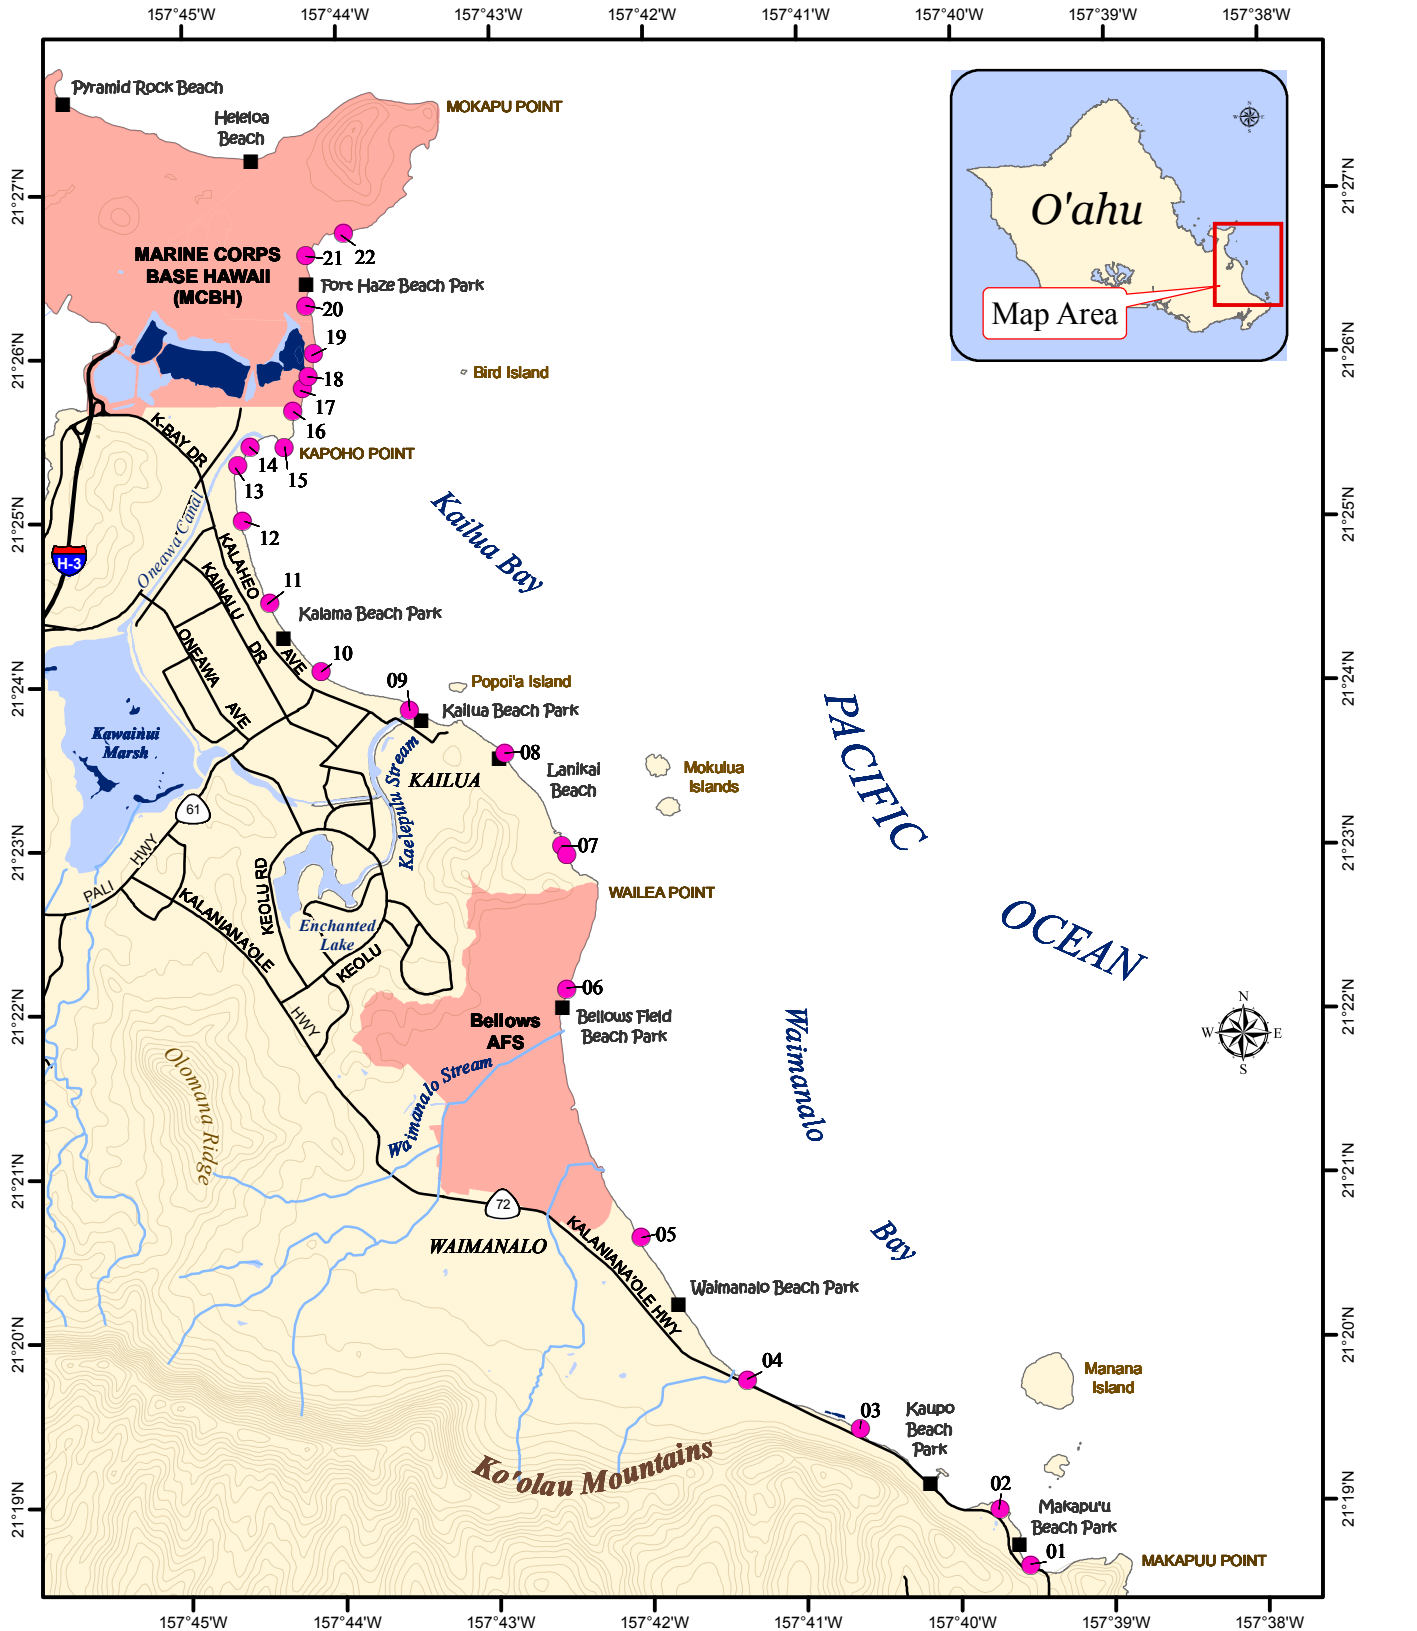 157°45'W
157°44'W
157°43'W
157°42'W
157°41'W
157°40'W
157°39'W
157°38'W
Pyramid Rock Beach
Heleloa
Beach
MOKAPU POINT
21°27'N
21°27'N
O'ahu
N
E
S
W
Map Area
MARINE CORPS
BASE HAWAII
(MCBH)
22
21
Fort Haze Beach Park
20
19
21°26'N
21°26'N
Bird Island
18
17
16
K-BAY DR
KAPOHO POINT
14
15
13
Kailua Bay
Oneawa Canal
12
21°25'N
21°25'N
H-3
KALAHEO
AVE
KAINALU
DR
11
Kalama Beach Park
ONEAWA
AVE
10
21°24'N
21°24'N
09
Popoi'a Island
Kailua Beach Park
PACIFIC
OCEAN
Kawainui
Marsh
08
KAILUA
Kaelepulu Stream
Lanikai
Beach
Mokulua
Islands
61
21°23'N
21°23'N
07
PALI
HWY
WAILEA POINT
KALANIANA'OLE
HWY
KEOLU RD
Enchanted
Lake
KEOLU
06
21°22'N
21°22'N
Bellows
AFS
Bellows Field
Beach Park
Waimanalo
Bay
N
W
E
S
Olomana Ridge
Waimanalo Stream
21°21'N
21°21'N
72
WAIMANALO
KALANIANA'OLE HWY
05
Waimanalo Beach Park
21°20'N
21°20'N
04
Manana
Island
03
Kaupo
Beach
Park
Ko'olau Mountains
02
21°19'N
21°19'N
Makapu'u
Beach Park
01
MAKAPUU POINT
157°45'W
157°44'W
157°43'W
157°42'W
157°41'W
157°40'W
157°39'W
157°38'W